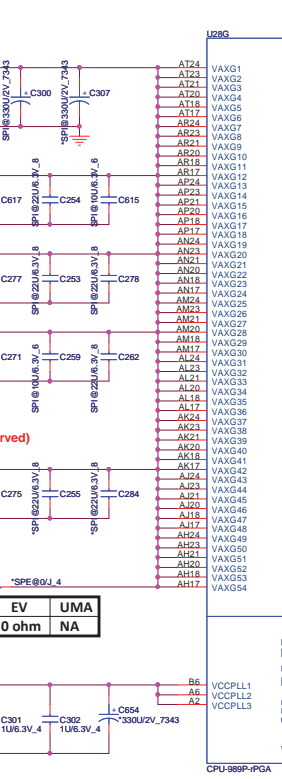 U28G
AT24 VAXG1
AT23 VAXG2
AT21 VAXG3
AT20 VAXG4
AT18 VAXG5
AT17 VAXG6
AR24 VAXG7
AR23 VAXG8
AR21 VAXG9
AR20 VAXG10
AR18 VAXG11
AR17 VAXG12
AP24 VAXG13
AP23 VAXG14
AP21 VAXG15
AP20 VAXG16
AP18 VAXG17
AP17 VAXG18
AN24 VAXG19
AN23 VAXG20
AN21 VAXG21
AN20 VAXG22
AN18 VAXG23
AN17 VAXG24
AM24 VAXG25
AM23 VAXG26
AM21 VAXG27
AM20 VAXG28
AM18 VAXG29
AM17 VAXG30
AL24 VAXG31
AL23 VAXG32
AL21 VAXG33
AL20 VAXG34
AL18 VAXG35
AL17 VAXG36
AK24 VAXG37
AK23 VAXG38
AK21 VAXG39
AK20 VAXG40
AK18 VAXG41
AK17 VAXG42
AJ24 VAXG43
AJ23 VAXG44
AJ21 VAXG45
AJ20 VAXG46
AJ18 VAXG47
AJ17 VAXG48
AH24 VAXG49
AH23 VAXG50
AH21 VAXG51
AH20 VAXG52
AH18 VAXG53
AH17 VAXG54
SPI@330U/2V_7343
C300
*SPI@330U/2V_7343
C307
C617
SPI@22U/6.3V_8
C254
SPI@10U/6.3V_6
C615
C277
SPI@22U/6.3V_8
C253
SPI@22U/6.3V_8
C278
C271
SPI@10U/6.3V_6
C259
SPI@22U/6.3V_8
C262
rved)
C275
*SPI@22U/6.3V_8
C255
*SPI@22U/6.3V_8
C284
*SPE@0/J_4
EV UMA
0 ohm NA
B6 VCCPLL1
A6 VCCPLL2
A2 VCCPLL3
C301
1U/6.3V_4
C302
1U/6.3V_4
C654
*330U/2V_7343
CPU-989P-rPGA